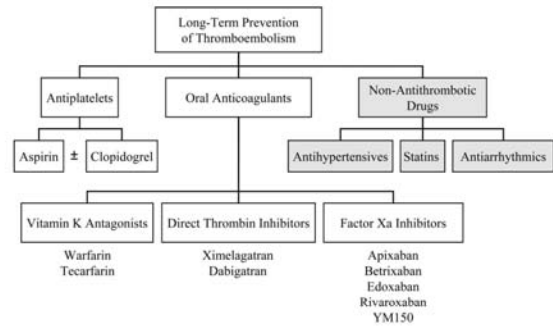 Long-Term Prevention
of Thromboembolism
Antiplatelets
Oral Anticoagulants
Non-Antithrombotic
Drugs
Aspirin ± Clopidogrel
Antihypertensives
Statins
Antiarrhythmics
Vitamin K Antagonists
Direct Thrombin Inhibitors
Factor Xa Inhibitors
Warfarin
Tecarfarin
Ximelagatran
Dabigatran
Apixaban
Betrixaban
Edoxaban
Rivaroxaban
YM150